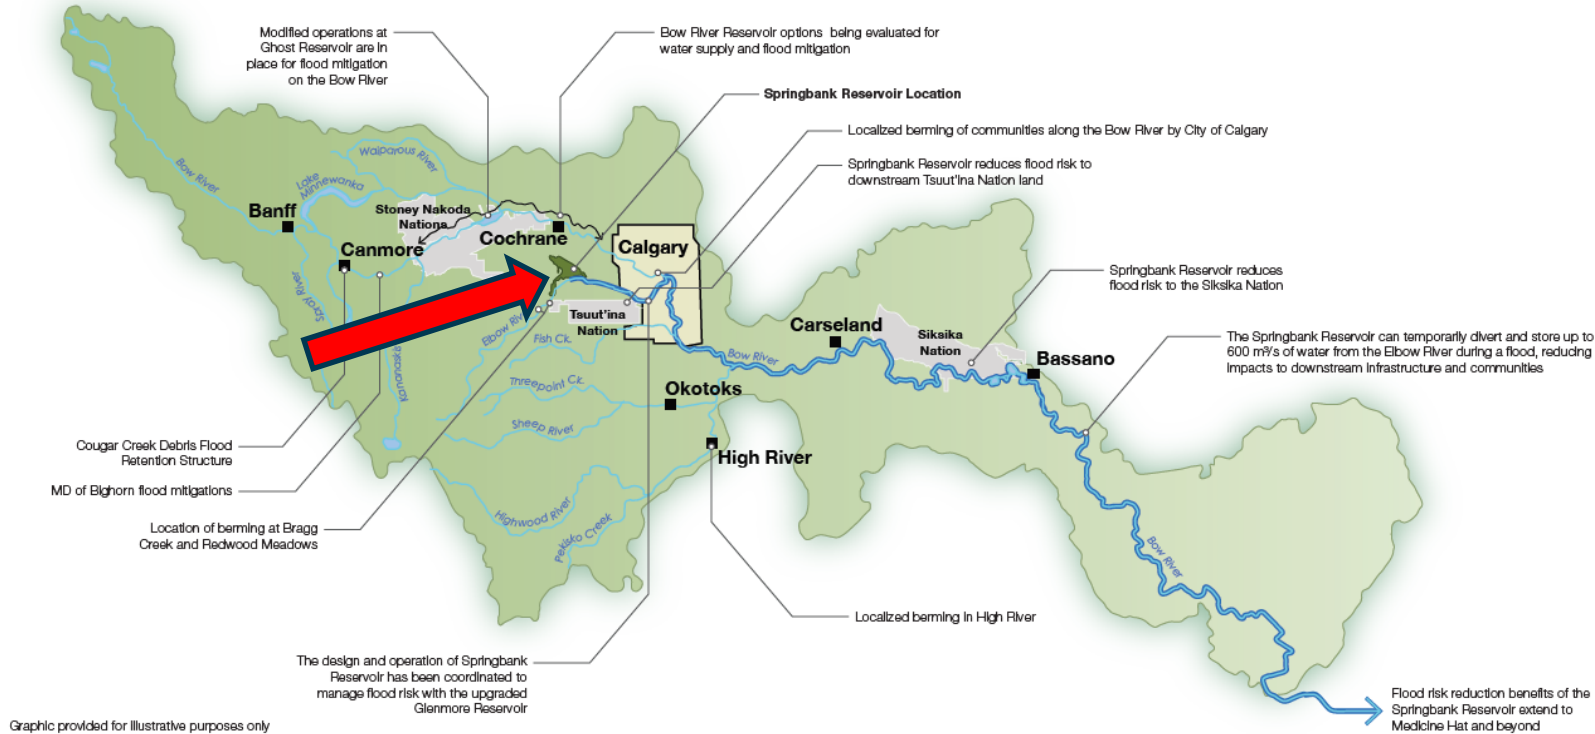 Modified operations at
Ghost Reservoir are in
place for flood mitigation
on the Bow River
Bow River Reservoir options being evaluated for
water supply and flood mitigation
Springbank Reservoir Location
Localized berming of communities along the Bow River by City of Calgary
Springbank Reservoir reduces flood risk to
downstream Tsuut'ina Nation land
Bow River
Waiparous River
Lake
Minnewanka
Banff
Stoney Nakoda
Nations
Canmore
Cochrane
Calgary
Springbank Reservoir reduces
flood risk to the Siksika Nation
Spray River
Tsuut'ina
Nation
Elbow
Fish Ck.
Carseland
Siksika
Nation
Bassano
The Springbank Reservoir can temporarily divert and store up to
600 m³/s of water from the Elbow River during a flood, reducing
impacts to downstream infrastructure and communities
Bow River
Threepoint Ck.
Okotoks
Sheep River
High River
Cougar Creek Debris Flood
Retention Structure
MD of Bighorn flood mitigations
Location of berming at Bragg
Creek and Redwood Meadows
Highwood River
Pekisko Creek
Bow River
Localized berming in High River
The design and operation of Springbank
Reservoir has been coordinated to
manage flood risk with the upgraded
Glenmore Reservoir
Flood risk reduction benefits of the
Springbank Reservoir extend to
Medicine Hat and beyond
Graphic provided for illustrative purposes only